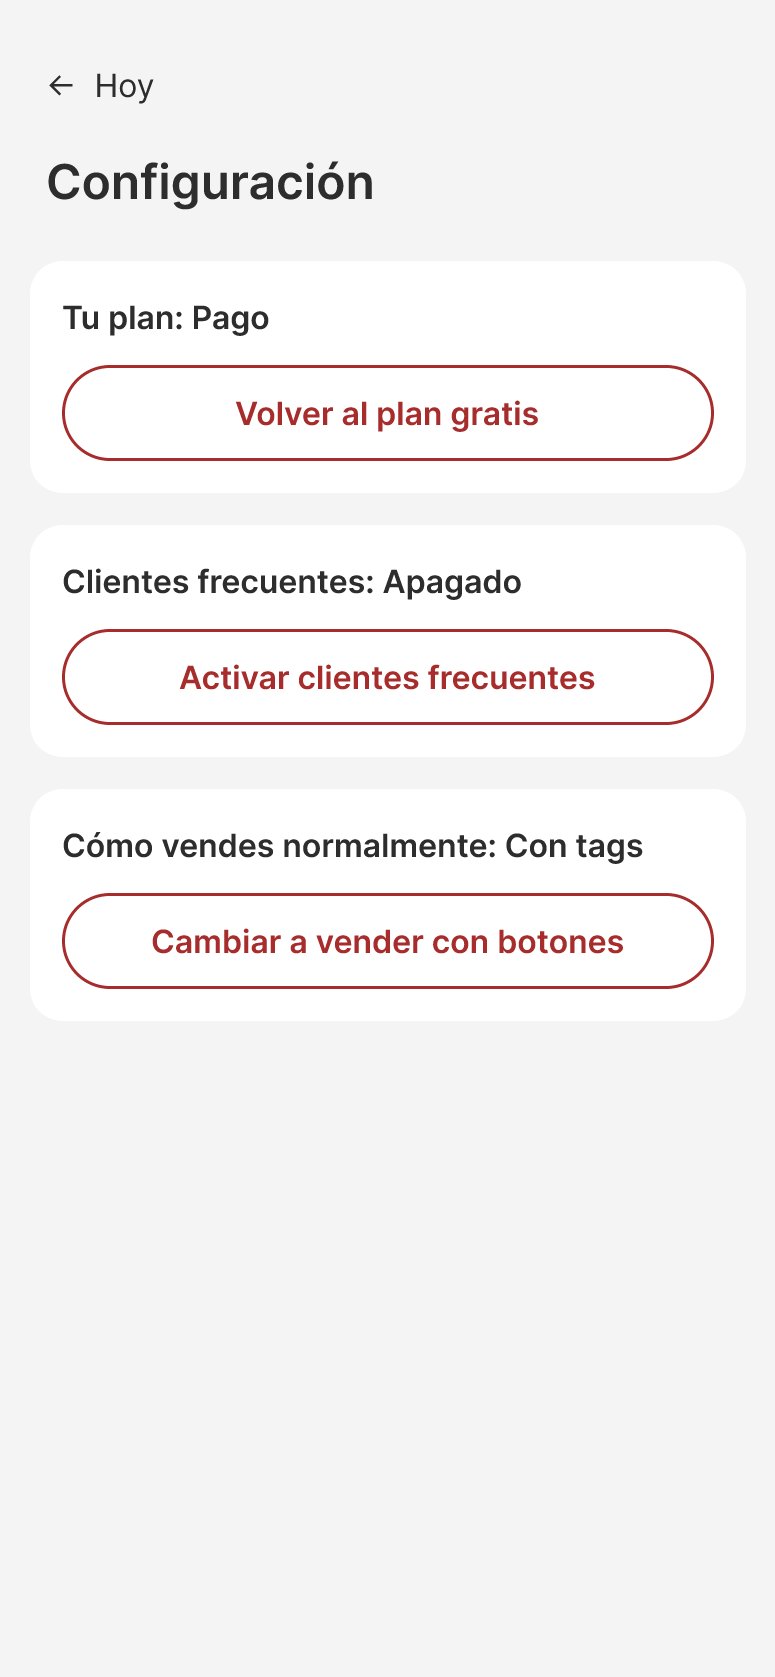 ← Hoy
Configuración
Tu plan: Pago
Volver al plan gratis
Clientes frecuentes: Apagado
Activar clientes frecuentes
Cómo vendes normalmente: Con tags
Cambiar a vender con botones